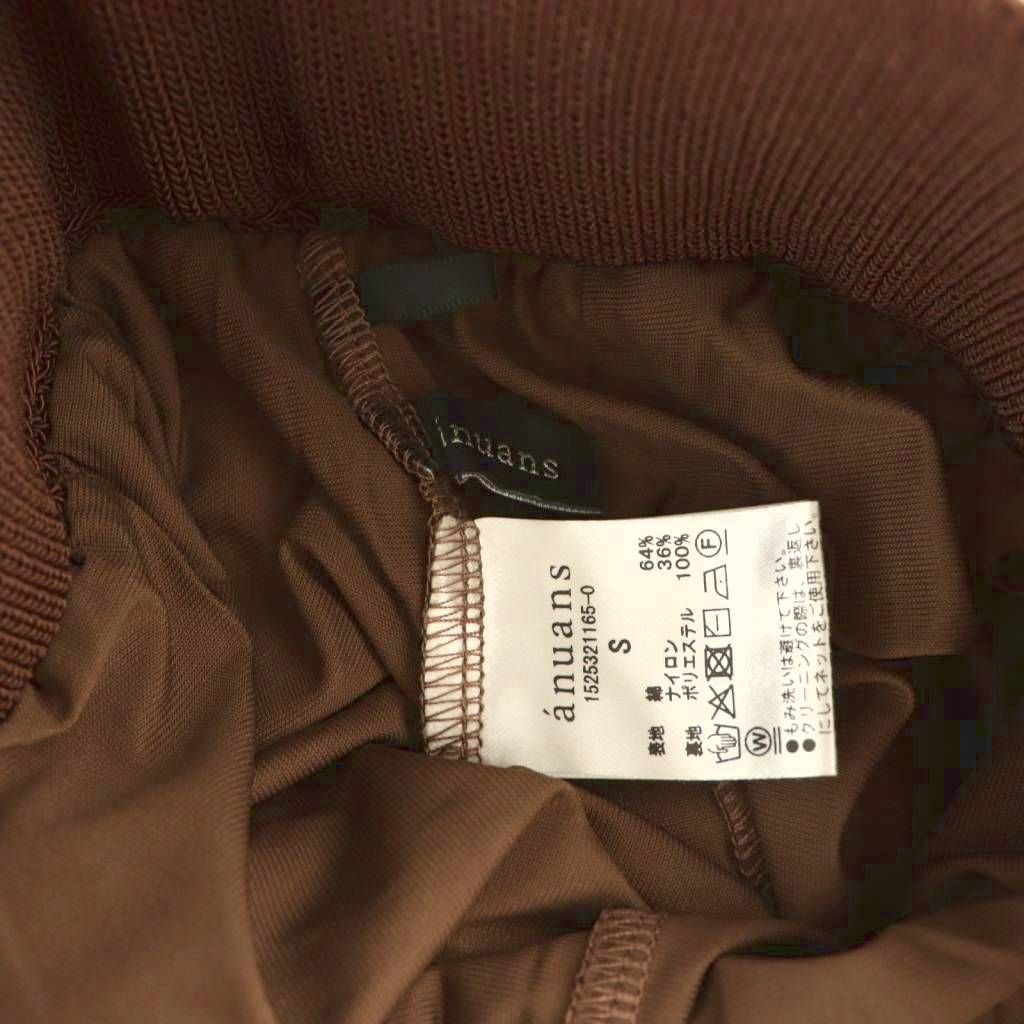 ánuans
ánuans
1525321165-0
S
表地 綿 64%
ナイロン 36%
裏地 ポリエステル 100%
W F
●もみ洗いは避けて下さい。
●クリーニングの際は、裏返し
にしてネットをご使用下さい